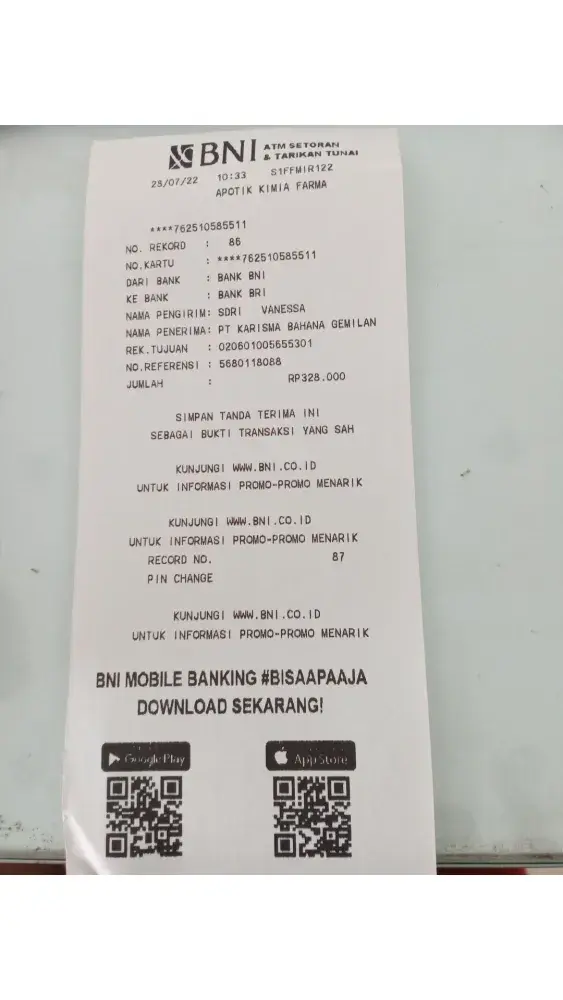 BNI ATM SETORAN & TARIKAN TUNAI
28/07/22 10:33 S1FFMIR122
APOTIK KIMIA FARMA
****762510585511
NO. REKORD : 86
NO.KARTU : ****762510585511
DARI BANK : BANK BNI
KE BANK : BANK BRI
NAMA PENGIRIM: SDRI VANESSA
NAMA PENERIMA: PT KARISMA BAHANA GEMILAN
REK.TUJUAN : 020601005655301
NO.REFERENSI : 5680118088
JUMLAH : RP328.000
SIMPAN TANDA TERIMA INI
SEBAGAI BUKTI TRANSAKSI YANG SAH
KUNJUNGI WWW.BNI.CO.ID
UNTUK INFORMASI PROMO-PROMO MENARIK
KUNJUNGI WWW.BNI.CO.ID
UNTUK INFORMASI PROMO-PROMO MENARIK
RECORD NO. 87
PIN CHANGE
KUNJUNGI WWW.BNI.CO.ID
UNTUK INFORMASI PROMO-PROMO MENARIK
BNI MOBILE BANKING #BISAAPAAJA
DOWNLOAD SEKARANG!
Google Play App Store